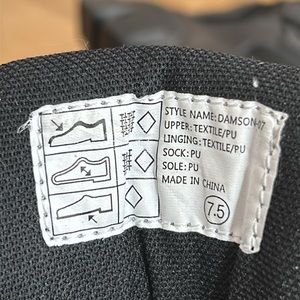 STYLE NAME: DAMSON-07
UPPER: TEXTILE/PU
LINGING: TEXTILE/PU
SOCK: PU
SOLE: PU
MADE IN CHINA
7.5